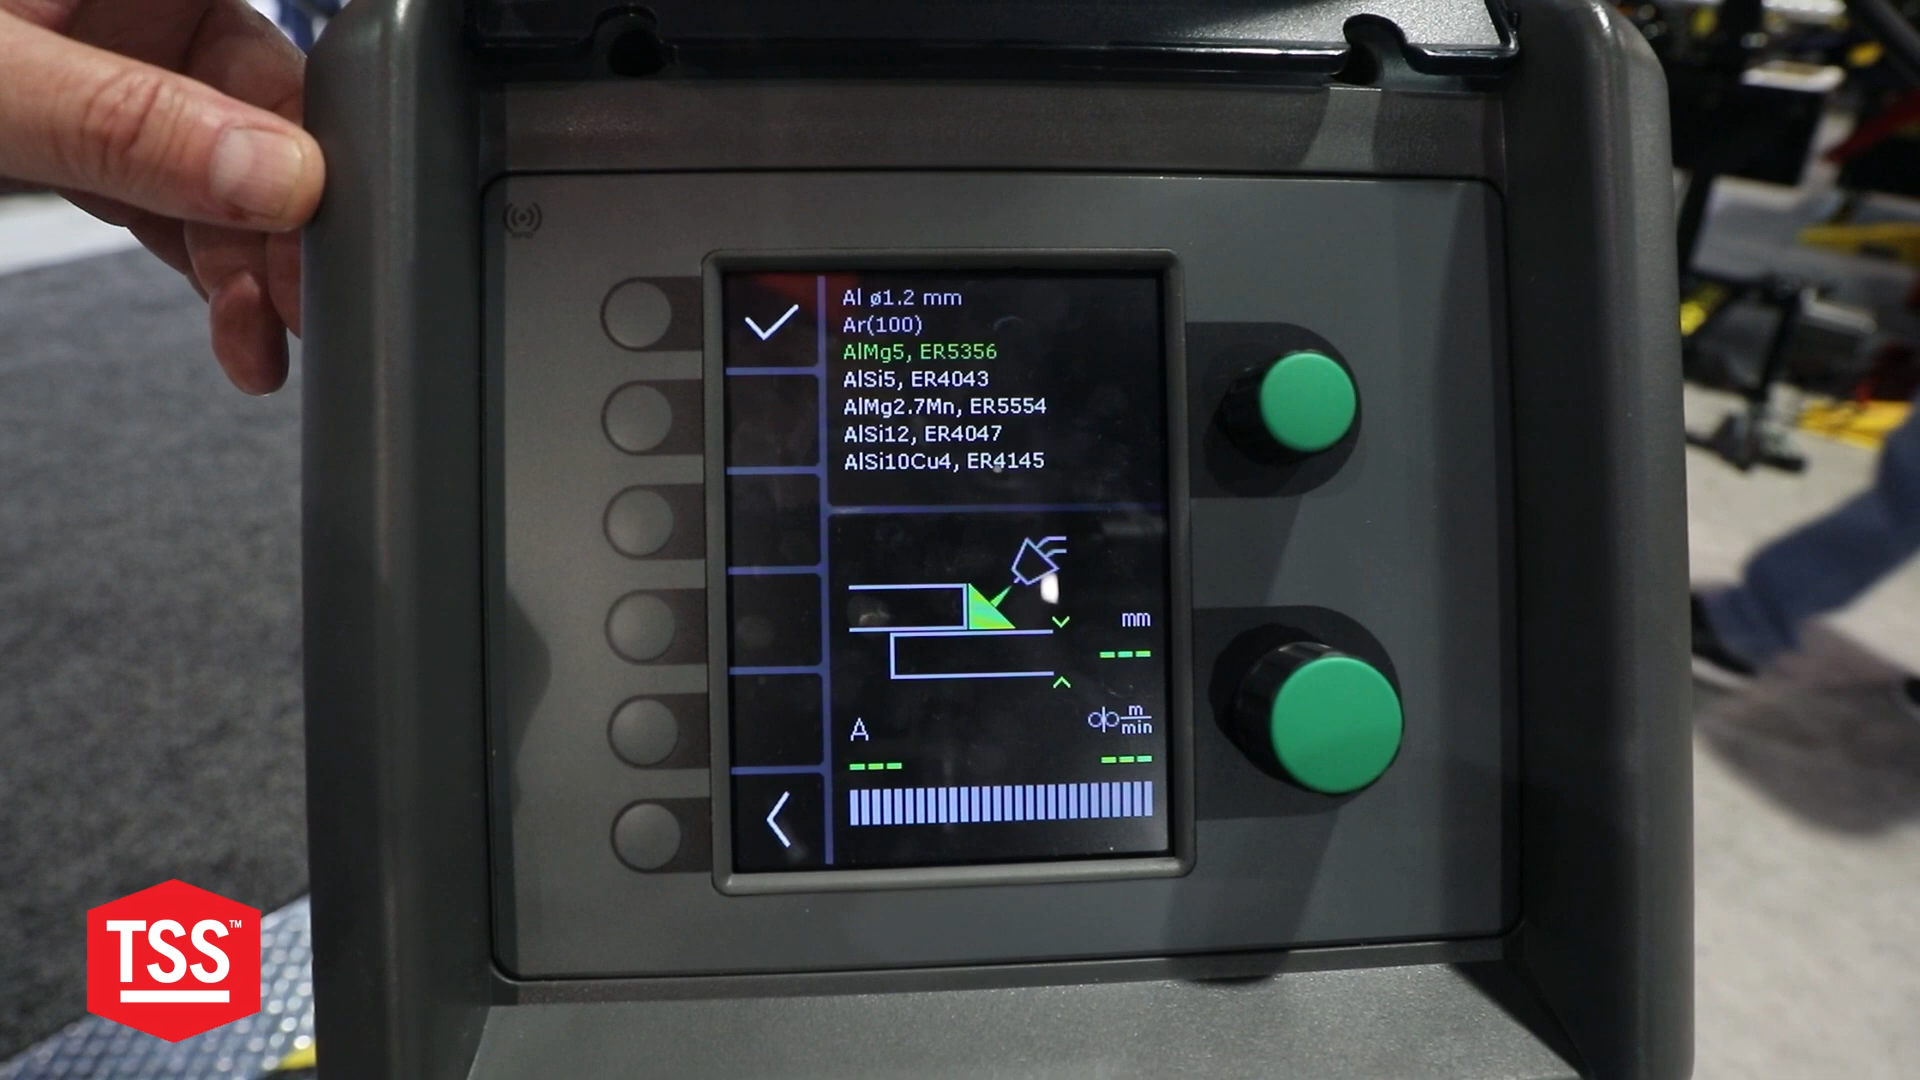 Al ø1.2 mm
Ar(100)
AlMg5, ER5356
AlSi5, ER4043
AlMg2.7Mn, ER5554
AlSi12, ER4047
AlSi10Cu4, ER4145
mm
---
A
m/min
---
---
TSS™